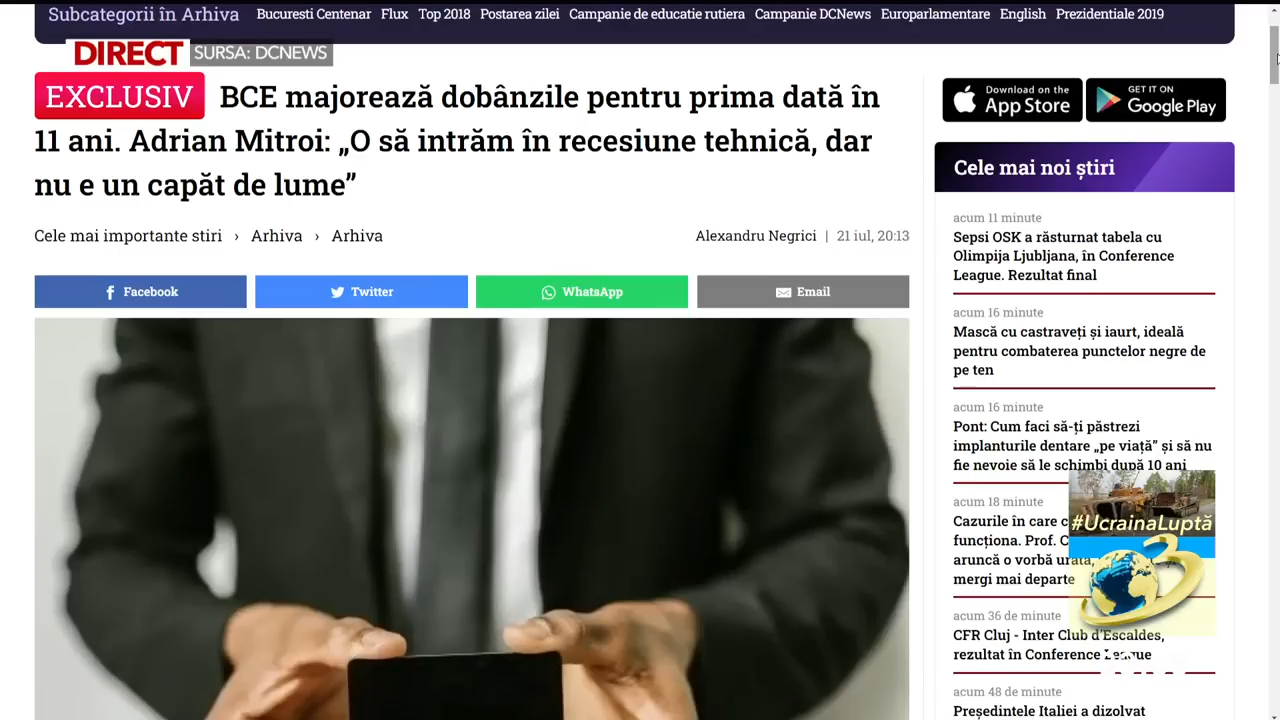 Subcategorii în Arhiva
Bucuresti Centenar Flux Top 2018 Postarea zilei Campanie de educatie rutiera Campanie DCNews Europarlamentare English Prezidentiale 2019
DIRECT SURSA: DCNEWS
EXCLUSIV BCE majorează dobânzile pentru prima dată în
11 ani. Adrian Mitroi: „O să intrăm în recesiune tehnică, dar
nu e un capăt de lume”
Cele mai importante stiri › Arhiva › Arhiva
Alexandru Negrici | 21 iul, 20:13
Facebook
Twitter
WhatsApp
Email
Download on the
App Store
GET IT ON
Google Play
Cele mai noi știri
acum 11 minute
Sepsi OSK a răsturnat tabela cu
Olimpija Ljubljana, în Conference
League. Rezultat final
acum 16 minute
Mască cu castraveți și iaurt, ideală
pentru combaterea punctelor negre de
pe ten
acum 16 minute
Pont: Cum faci să-ți păstrezi
implanturile dentare „pe viață” și să nu
fie nevoie să le schimbi după 10 ani
acum 18 minute
Cazurile în care
funcționa. Prof.
aruncă o vorbă urâtă,
mergi mai departe
#UcrainaLuptă
3
acum 36 de minute
CFR Cluj - Inter Club d'Escaldes,
rezultat în Conference League
acum 48 de minute
Președintele Italiei a dizolvat